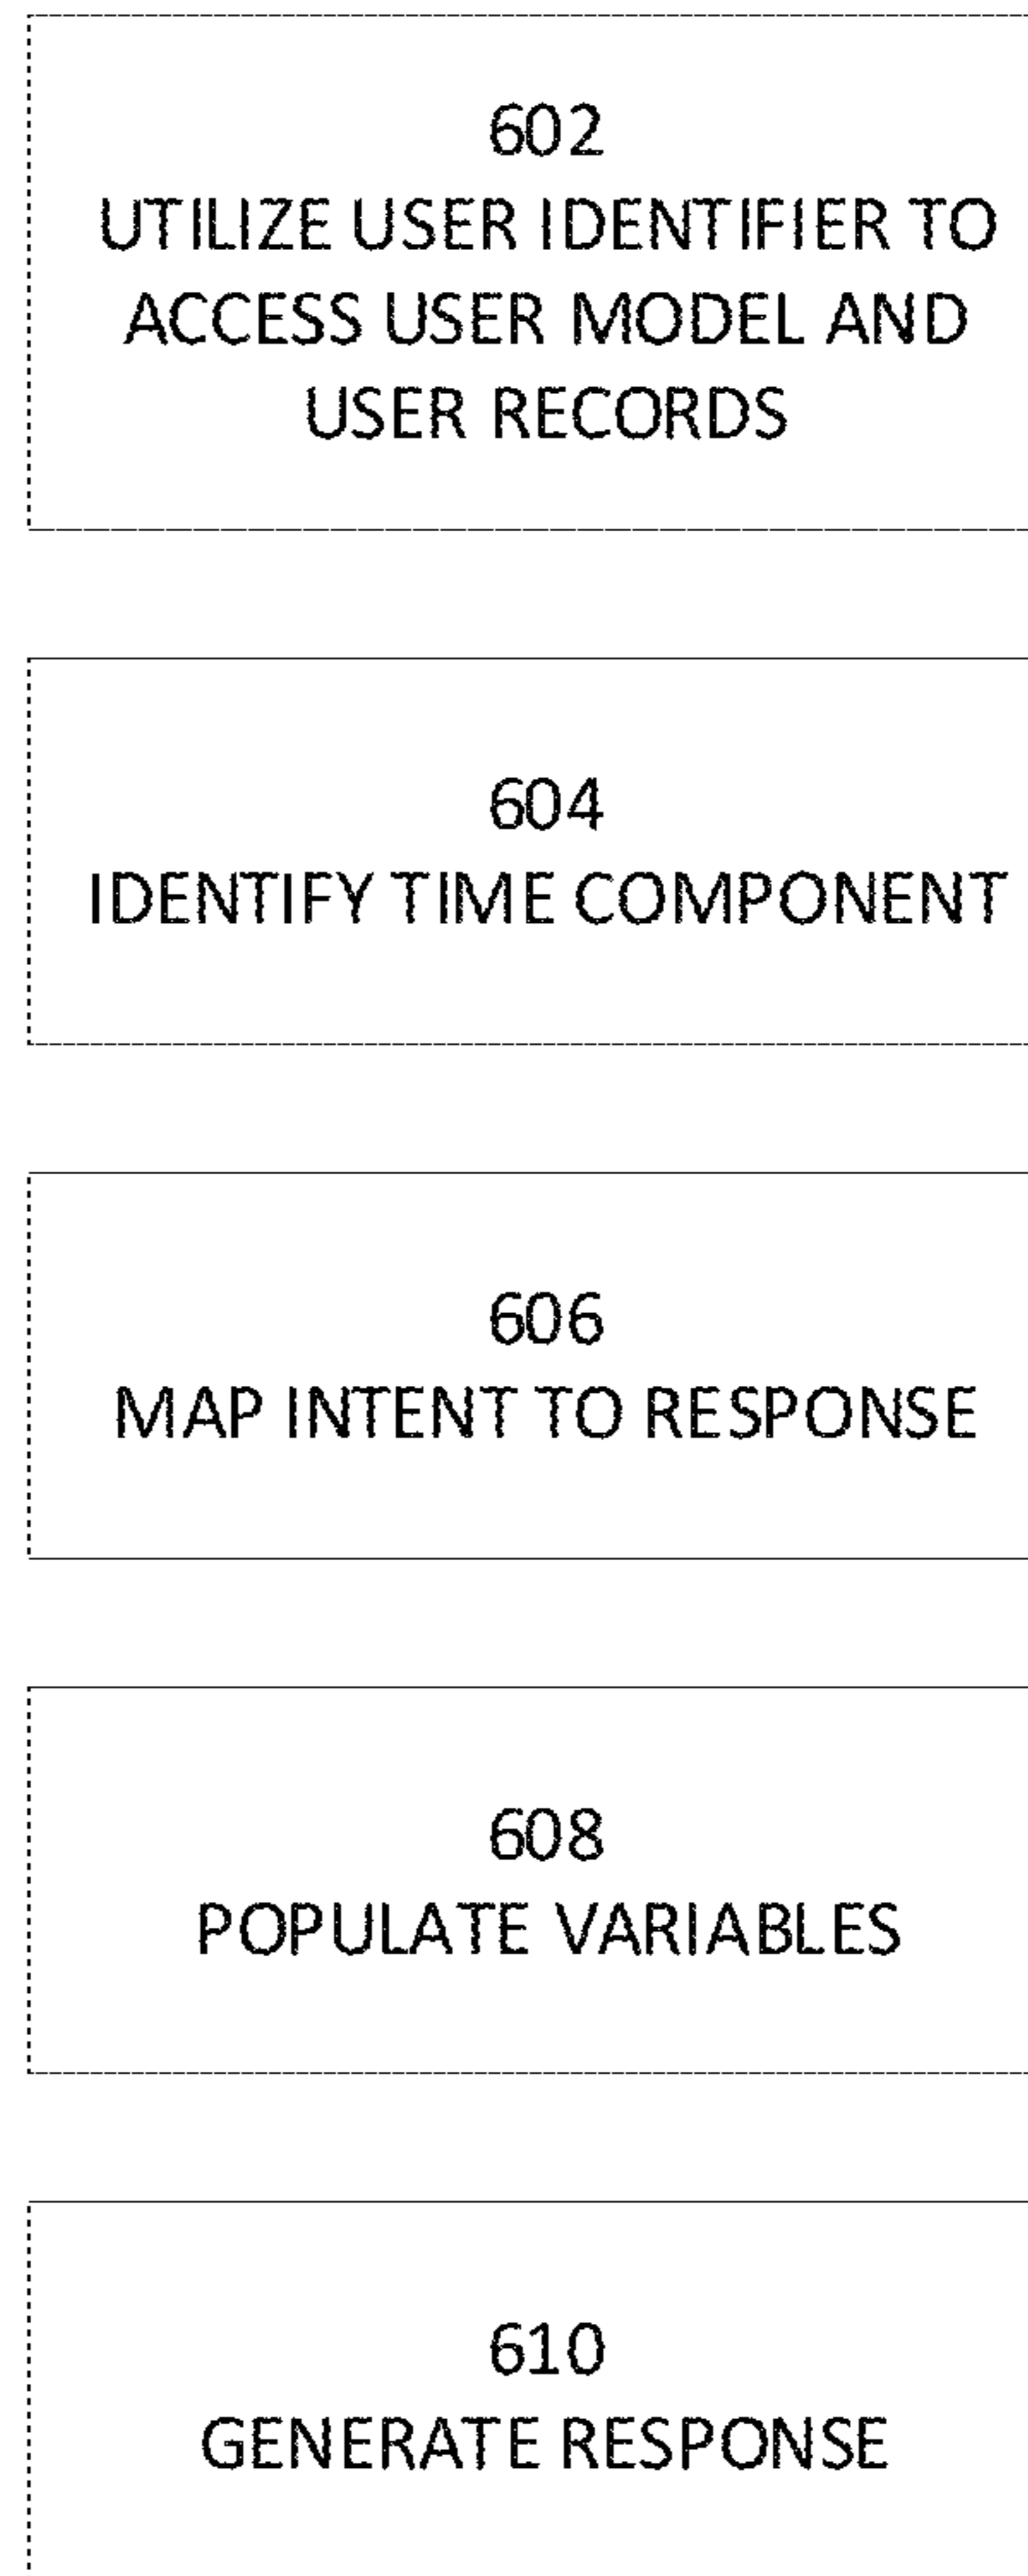 602
UTILIZE USER IDENTIFIER TO
ACCESS USER MODEL AND
USER RECORDS
604
IDENTIFY TIME COMPONENT
606
MAP INTENT TO RESPONSE
608
POPULATE VARIABLES
610
GENERATE RESPONSE